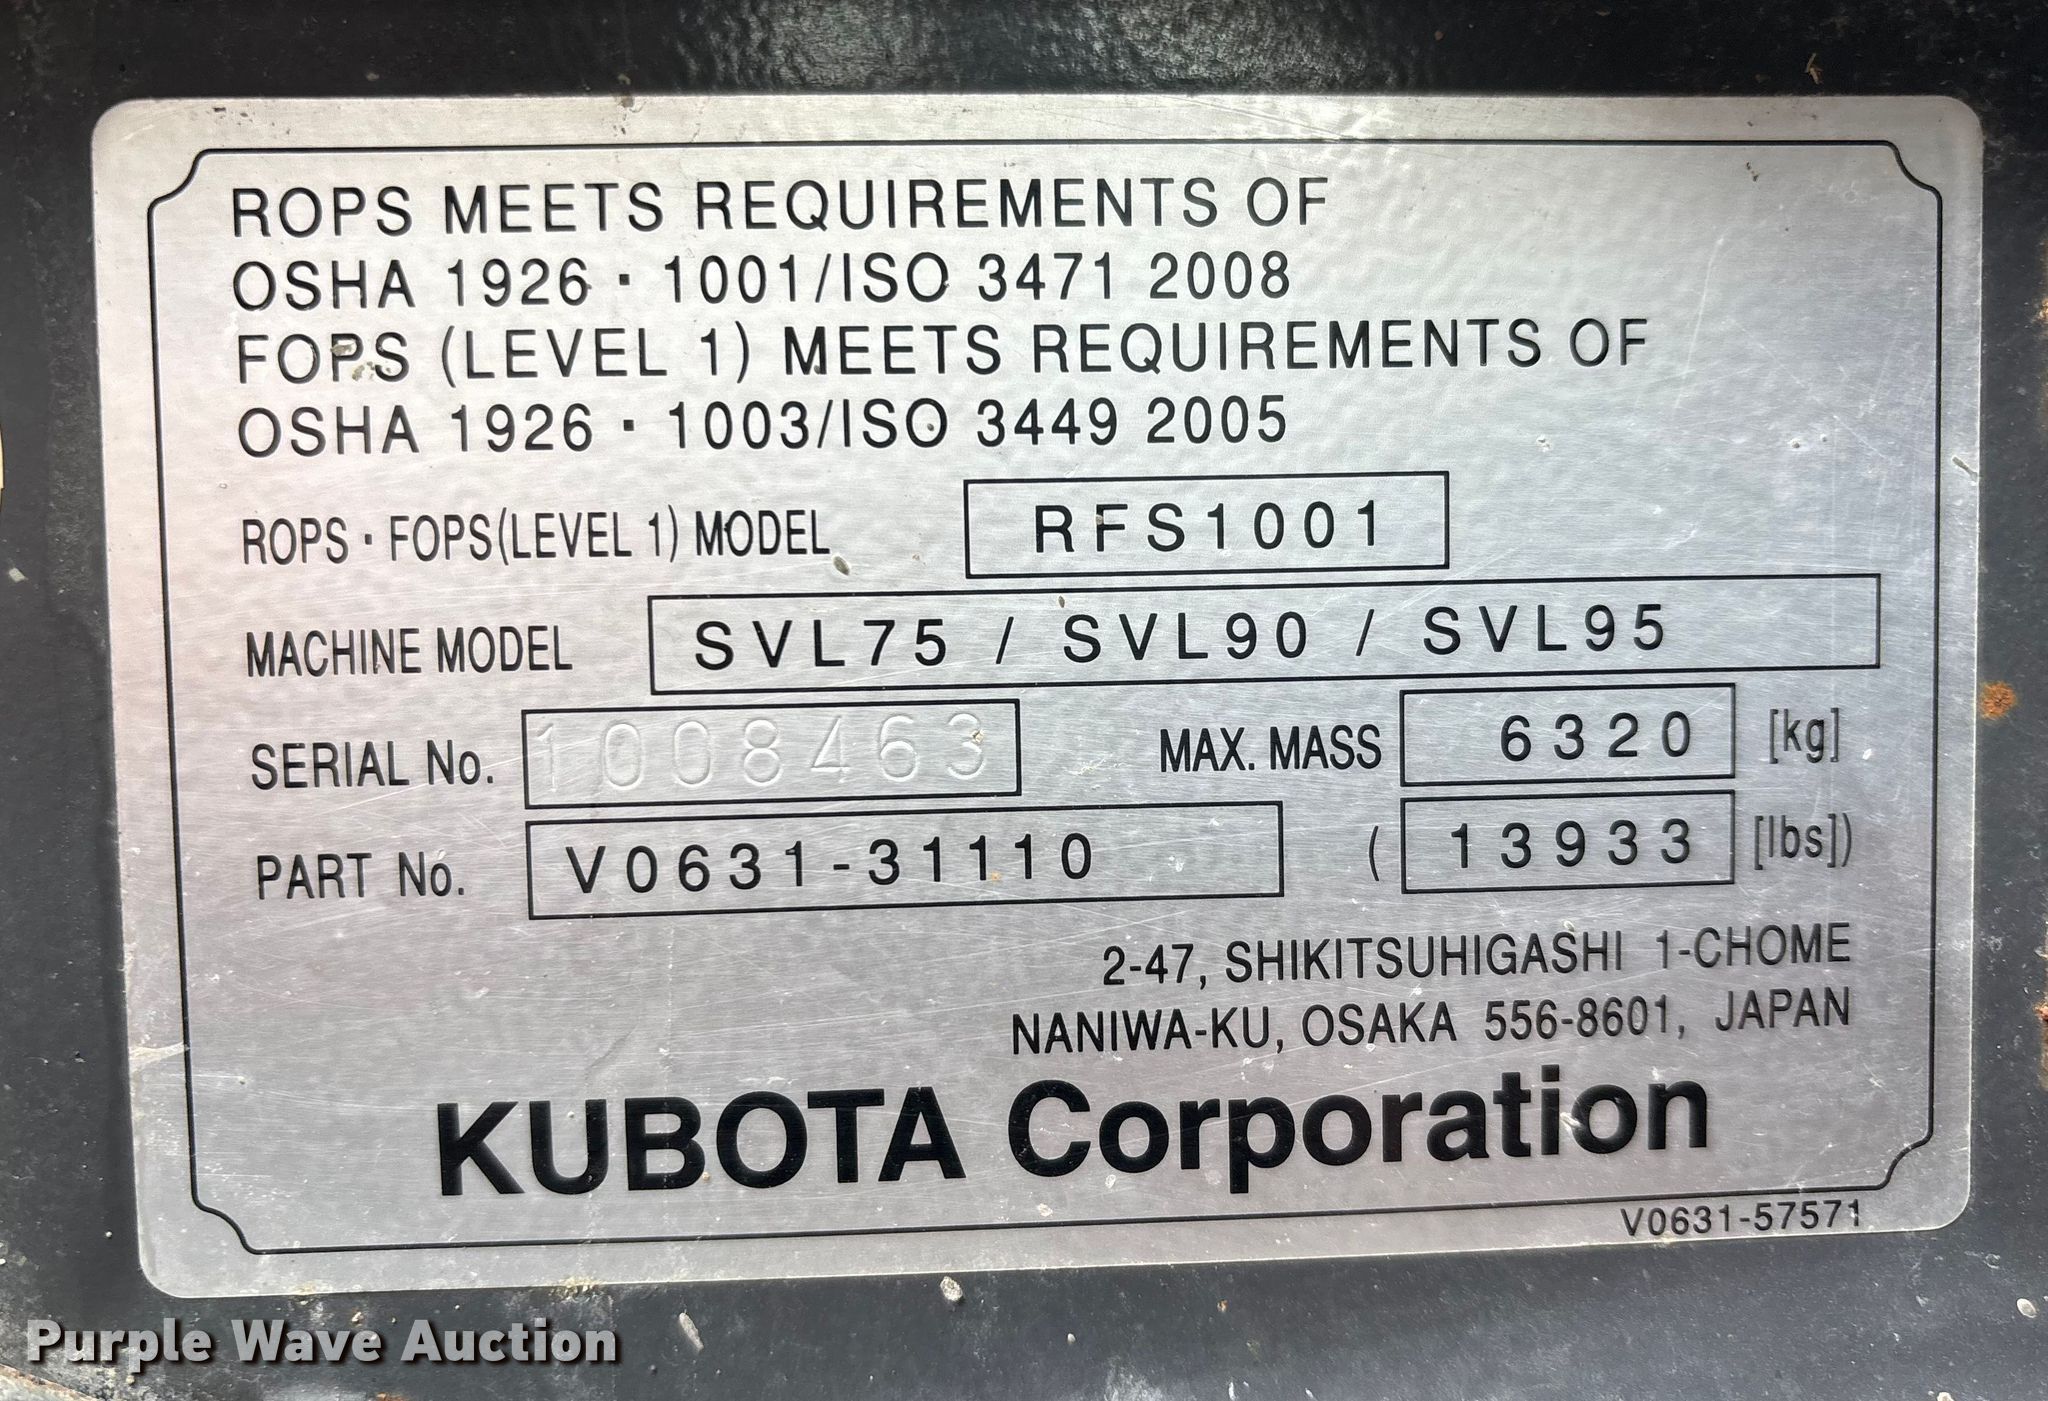 ROPS MEETS REQUIREMENTS OF
OSHA 1926・1001/ISO 3471 2008
FOPS (LEVEL 1) MEETS REQUIREMENTS OF
OSHA 1926・1003/ISO 3449 2005
ROPS・FOPS(LEVEL 1) MODEL RFS1001
MACHINE MODEL SVL75 / SVL90 / SVL95
SERIAL No. 1008463 MAX. MASS 6320 [kg]
PART No. V0631-31110 ( 13933 [lbs])
2-47, SHIKITSUHIGASHI 1-CHOME
NANIWA-KU, OSAKA 556-8601, JAPAN
KUBOTA Corporation
V0631-57571
Purple Wave Auction